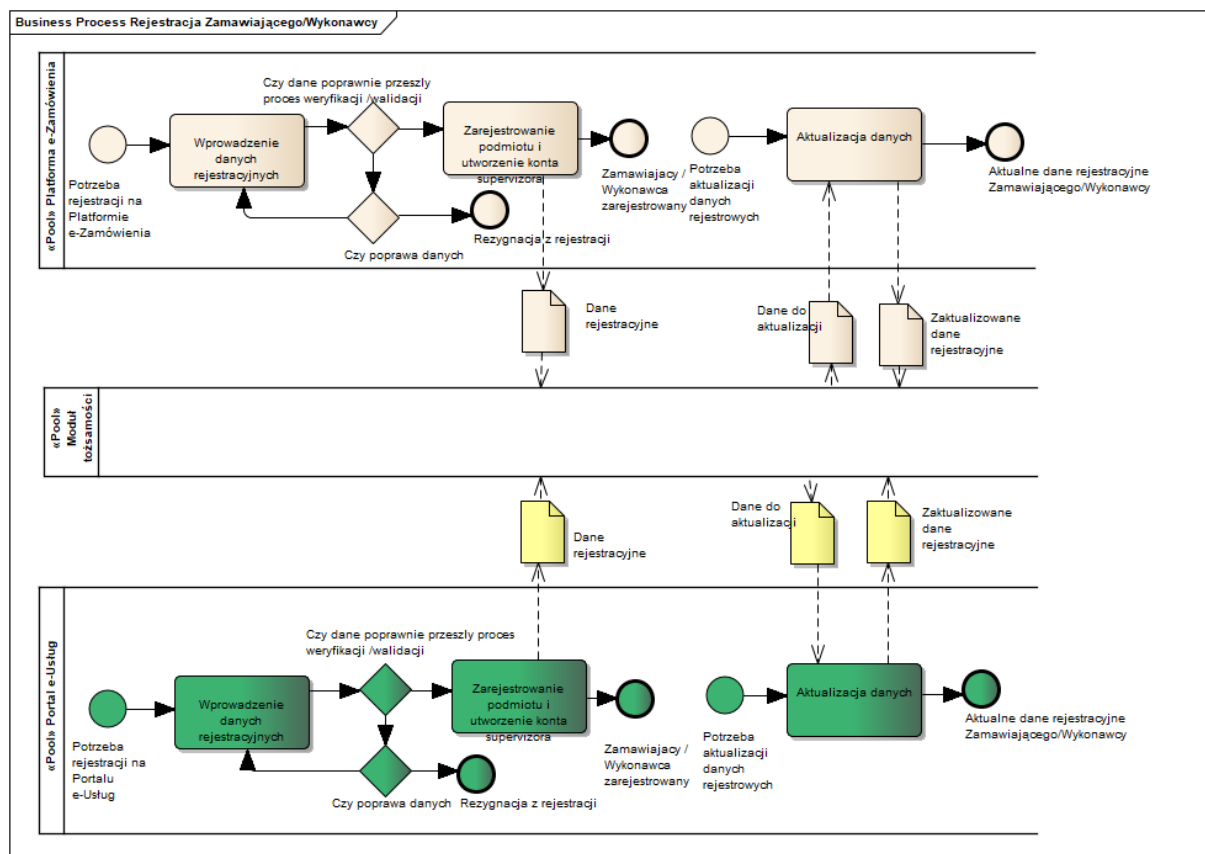 Business Process Rejestracja Zamawiającego/Wykonawcy
«Pool» Platforma e-Zamówienia
Potrzeba
rejestracji na
Platformie
e-Zamówienia
Wprowadzenie
danych
rejestracyjnych
Czy dane poprawnie przeszly
proces weryfikacji /walidacji
Zarejestrowanie
podmiotu i
utworzenie konta
supervizora
Zamawiajacy /
Wykonawca
zarejestrowany
Czy poprawa danych
Rezygnacja z rejestracji
Potrzeba
aktualizacji
danych
rejestrowych
Aktualizacja danych
Aktualne dane rejestracyjne
Zamawiającego/Wykonawcy
Dane
rejestracyjne
Dane do
aktualizacji
Zaktualizowane
dane
rejestracyjne
«Pool»
Moduł
tożsamości
Dane
rejestracyjne
Dane do
aktualizacji
Zaktualizowane
dane
rejestracyjne
«Pool» Portal e-Usług
Potrzeba
rejestracji na
Portalu
e-Usług
Wprowadzenie
danych
rejestracyjnych
Czy dane poprawnie przeszly proces
weryfikacji /walidacji
Zarejestrowanie
podmiotu i
utworzenie konta
supervizora
Zamawiajacy /
Wykonawca
zarejestrowany
Czy poprawa danych
Rezygnacja z rejestracji
Potrzeba
aktualizacji
danych
rejestrowych
Aktualizacja danych
Aktualne dane rejestracyjne
Zamawiającego/Wykonawcy